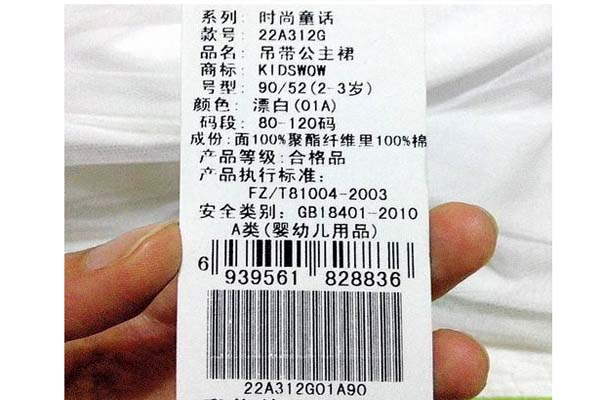 系列: 时尚童话
款号: 22A312G
品名: 吊带公主裙
商标: KIDSWOW
号型: 90/52(2-3岁)
颜色: 漂白(01A)
码段: 80-120码
成份: 面100%聚酯纤维里100%棉
产品等级: 合格品
产品执行标准:
FZ/T81004-2003
安全类别: GB18401-2010
A类(婴幼儿用品)
6 939561 828836
22A312G01A90